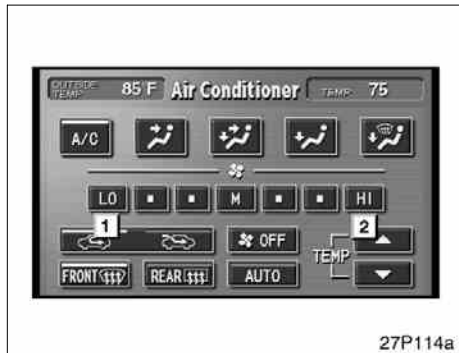 OUTSIDE TEMP 85°F Air Conditioner TEMP 75
A/C
LO M HI
1 2
OFF
TEMP
FRONT REAR AUTO
27P114a